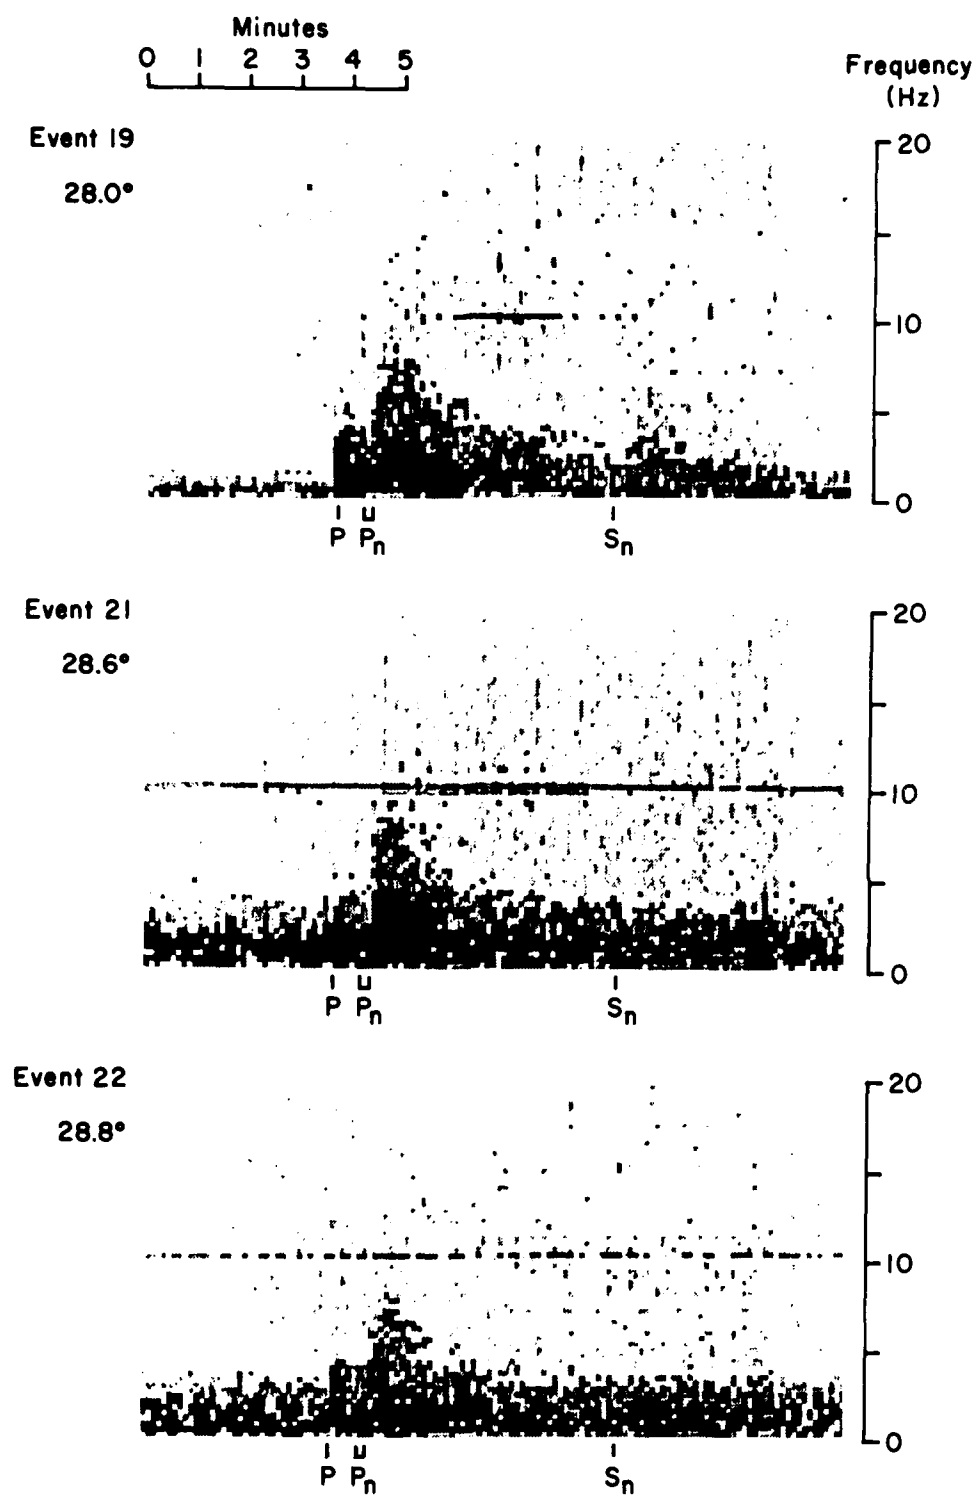 Minutes
0 1 2 3 4 5
Frequency
(Hz)
Event 19
28.0°
20
10
0
P Pn Sn
Event 21
28.6°
20
10
0
P Pn Sn
Event 22
28.8°
20
10
0
P Pn Sn